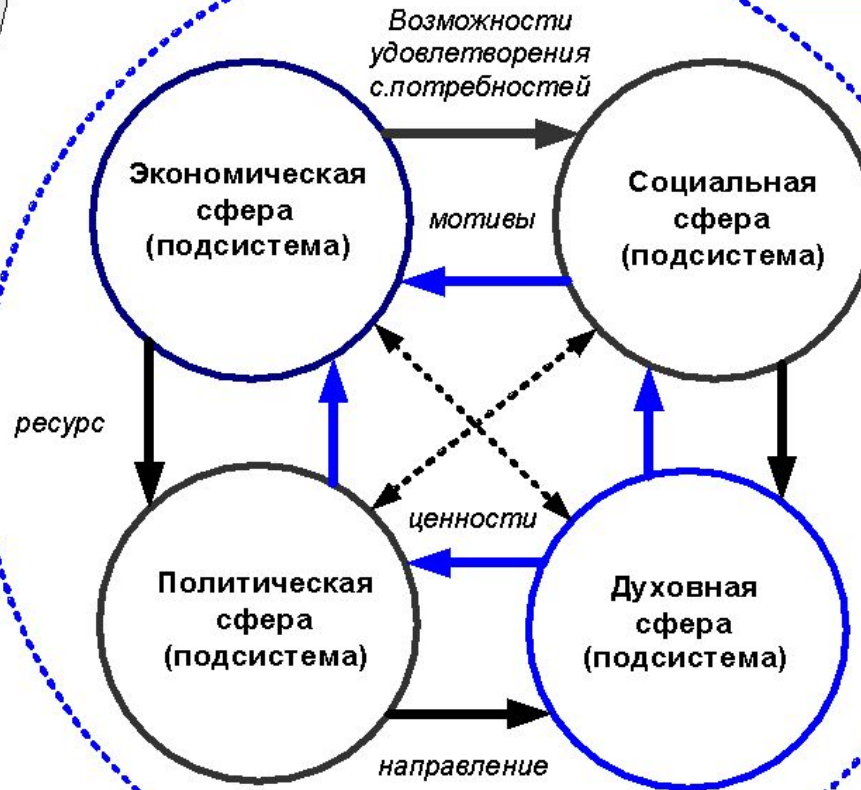 Возможности
удовлетворения
с.потребностей
Экономическая
сфера
(подсистема)
мотивы
Социальная
сфера
(подсистема)
ресурс
ценности
Политическая
сфера
(подсистема)
Духовная
сфера
(подсистема)
направление